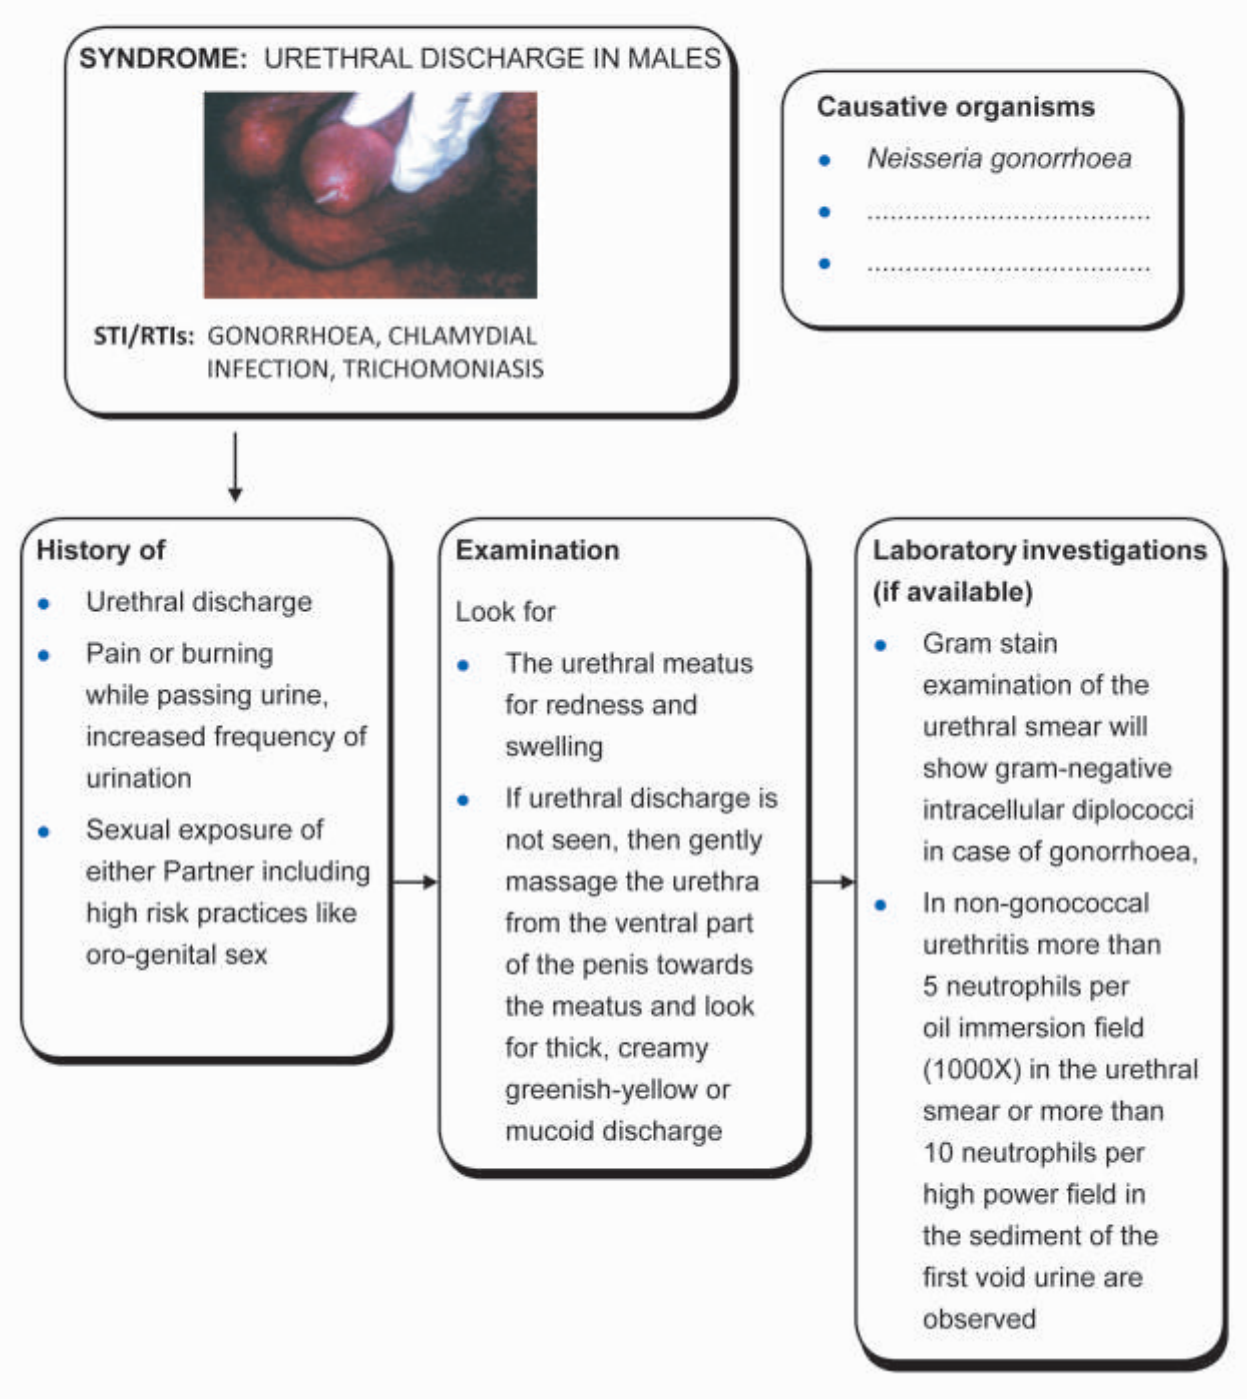 SYNDROME: URETHRAL DISCHARGE IN MALES
STI/RTIs: GONORRHOEA, CHLAMYDIAL
INFECTION, TRICHOMONIASIS
Causative organisms
• Neisseria gonorrhoea
• .....................................
• .....................................
History of
• Urethral discharge
• Pain or burning
while passing urine,
increased frequency of
urination
• Sexual exposure of
either Partner including
high risk practices like
oro-genital sex
Examination
Look for
• The urethral meatus
for redness and
swelling
• If urethral discharge is
not seen, then gently
massage the urethra
from the ventral part
of the penis towards
the meatus and look
for thick, creamy
greenish-yellow or
mucoid discharge
Laboratory investigations
(if available)
• Gram stain
examination of the
urethral smear will
show gram-negative
intracellular diplococci
in case of gonorrhoea,
• In non-gonococcal
urethritis more than
5 neutrophils per
oil immersion field
(1000X) in the urethral
smear or more than
10 neutrophils per
high power field in
the sediment of the
first void urine are
observed